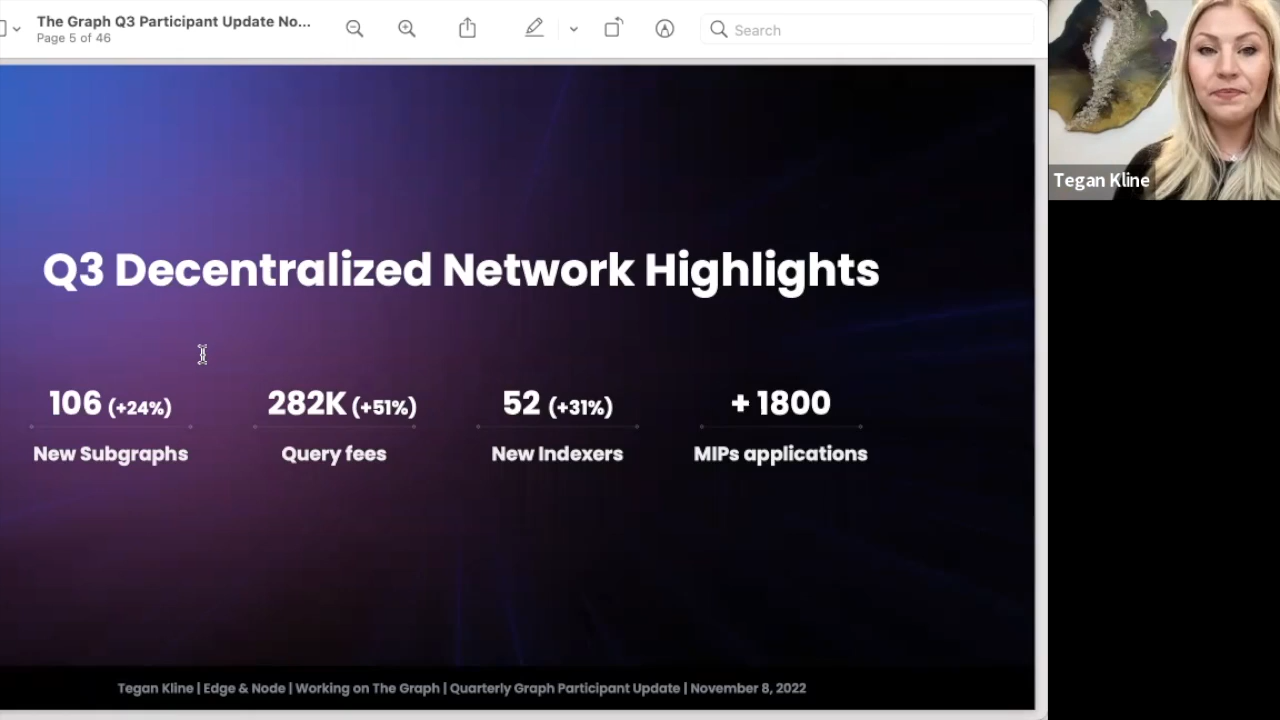 The Graph Q3 Participant Update No...
Page 5 of 46
Search
Tegan Kline
Q3 Decentralized Network Highlights
106 (+24%)
New Subgraphs
282K (+51%)
Query fees
52 (+31%)
New Indexers
+ 1800
MIPs applications
Tegan Kline | Edge & Node | Working on The Graph | Quarterly Graph Participant Update | November 8, 2022